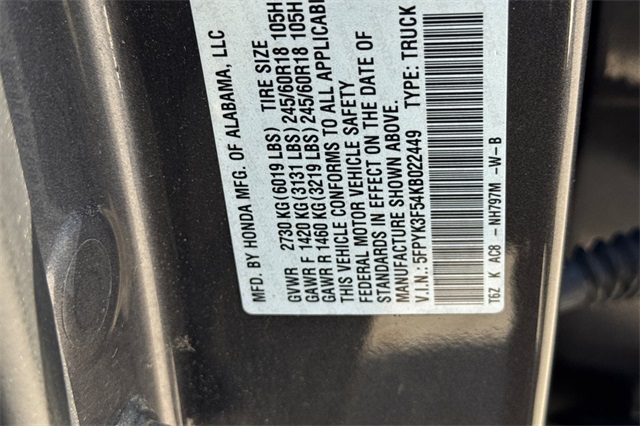 MFD. BY HONDA MFG. OF ALABAMA, LLC
TIRE SIZE
GVWR 2730 KG(6019 LBS)
GAWR F 1420 KG(3131 LBS) 245/60R18 105H
GAWR R 1460 KG(3219 LBS) 245/60R18 105H
THIS VEHICLE CONFORMS TO ALL APPLICABLE
FEDERAL MOTOR VEHICLE SAFETY
STANDARDS IN EFFECT ON THE DATE OF
MANUFACTURE SHOWN ABOVE.
V.I.N.: 5FPYK3F54KB022449 TYPE: TRUCK
T6Z K AC8 - NH797M -W-B